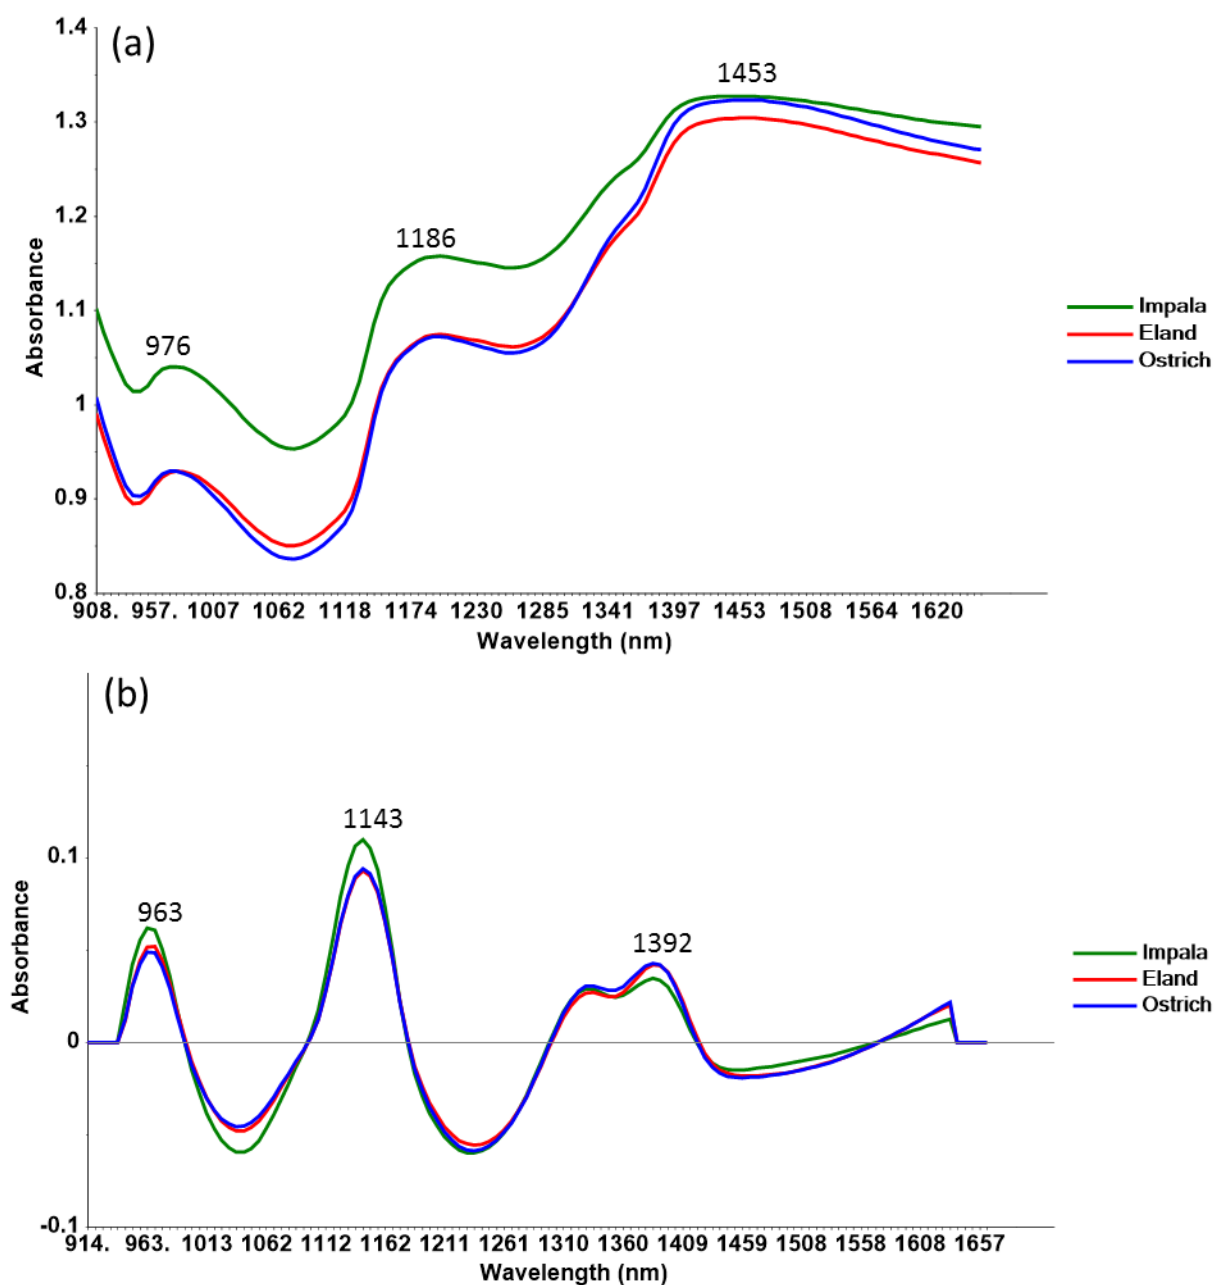 (a)
1.4
1.3
1.2
1.1
1
0.9
0.8
Absorbance
976
1186
1453
908. 957. 1007 1062 1118 1174 1230 1285 1341 1397 1453 1508 1564 1620
Wavelength (nm)
Impala
Eland
Ostrich
(b)
0.1
0
-0.1
Absorbance
963
1143
1392
914. 963. 1013 1062 1112 1162 1211 1261 1310 1360 1409 1459 1508 1558 1608 1657
Wavelength (nm)
Impala
Eland
Ostrich